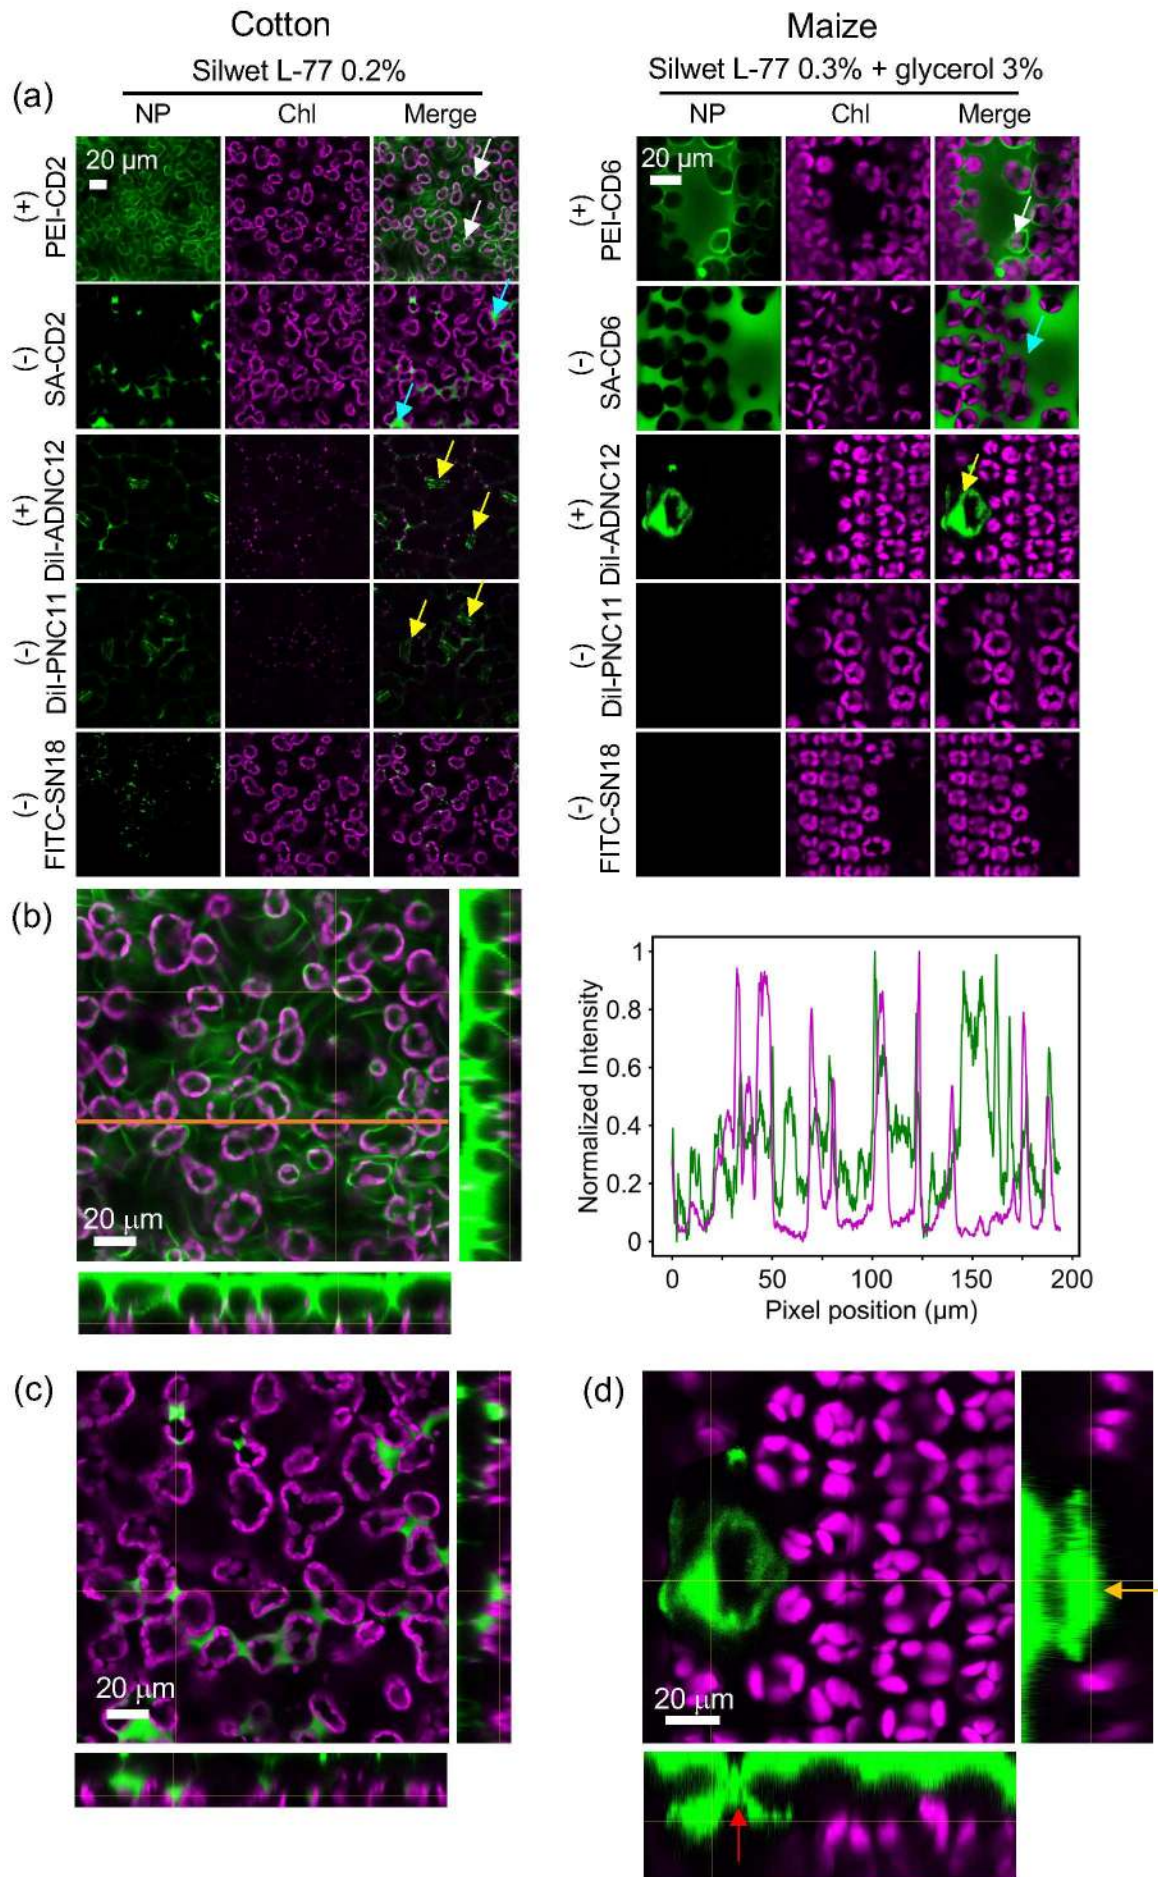 Cotton
Maize
Silwet L-77 0.2%
Silwet L-77 0.3% + glycerol 3%
(a)
NP
Chl
Merge
NP
Chl
Merge
20 µm
20 µm
(+)
PEI-CD2
(+)
PEI-CD6
(-)
SA-CD2
(-)
SA-CD6
(+)
DiI-ADNC12
(+)
DiI-ADNC12
(-)
DiI-PNC11
(-)
DiI-PNC11
(-)
FITC-SN18
(-)
FITC-SN18
(b)
20 µm
Normalized Intensity
1
0.8
0.6
0.4
0.2
0
0
50
100
150
200
Pixel position (µm)
(c)
20 µm
(d)
20 µm